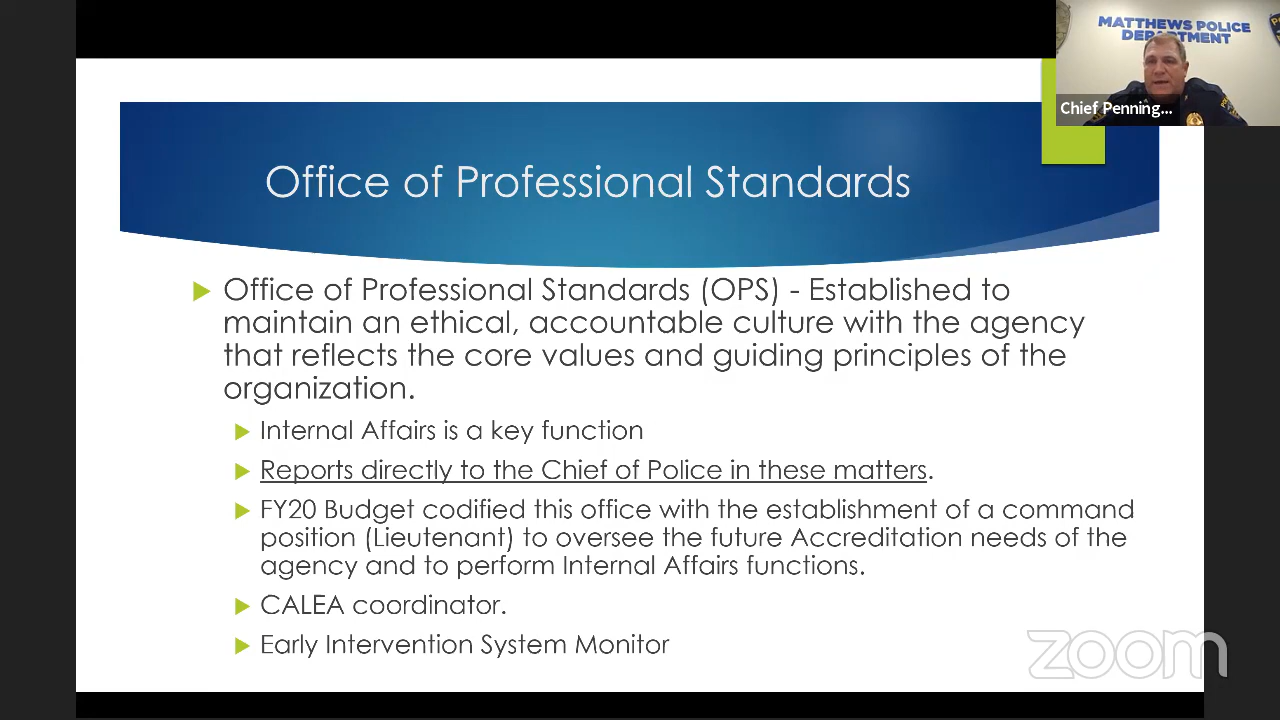 MATTHEWS POLICE
DEPARTMENT
Chief Penning...
Office of Professional Standards
Office of Professional Standards (OPS) - Established to
maintain an ethical, accountable culture with the agency
that reflects the core values and guiding principles of the
organization.
Internal Affairs is a key function
Reports directly to the Chief of Police in these matters.
FY20 Budget codified this office with the establishment of a command
position (Lieutenant) to oversee the future Accreditation needs of the
agency and to perform Internal Affairs functions.
CALEA coordinator.
Early Intervention System Monitor
zoom